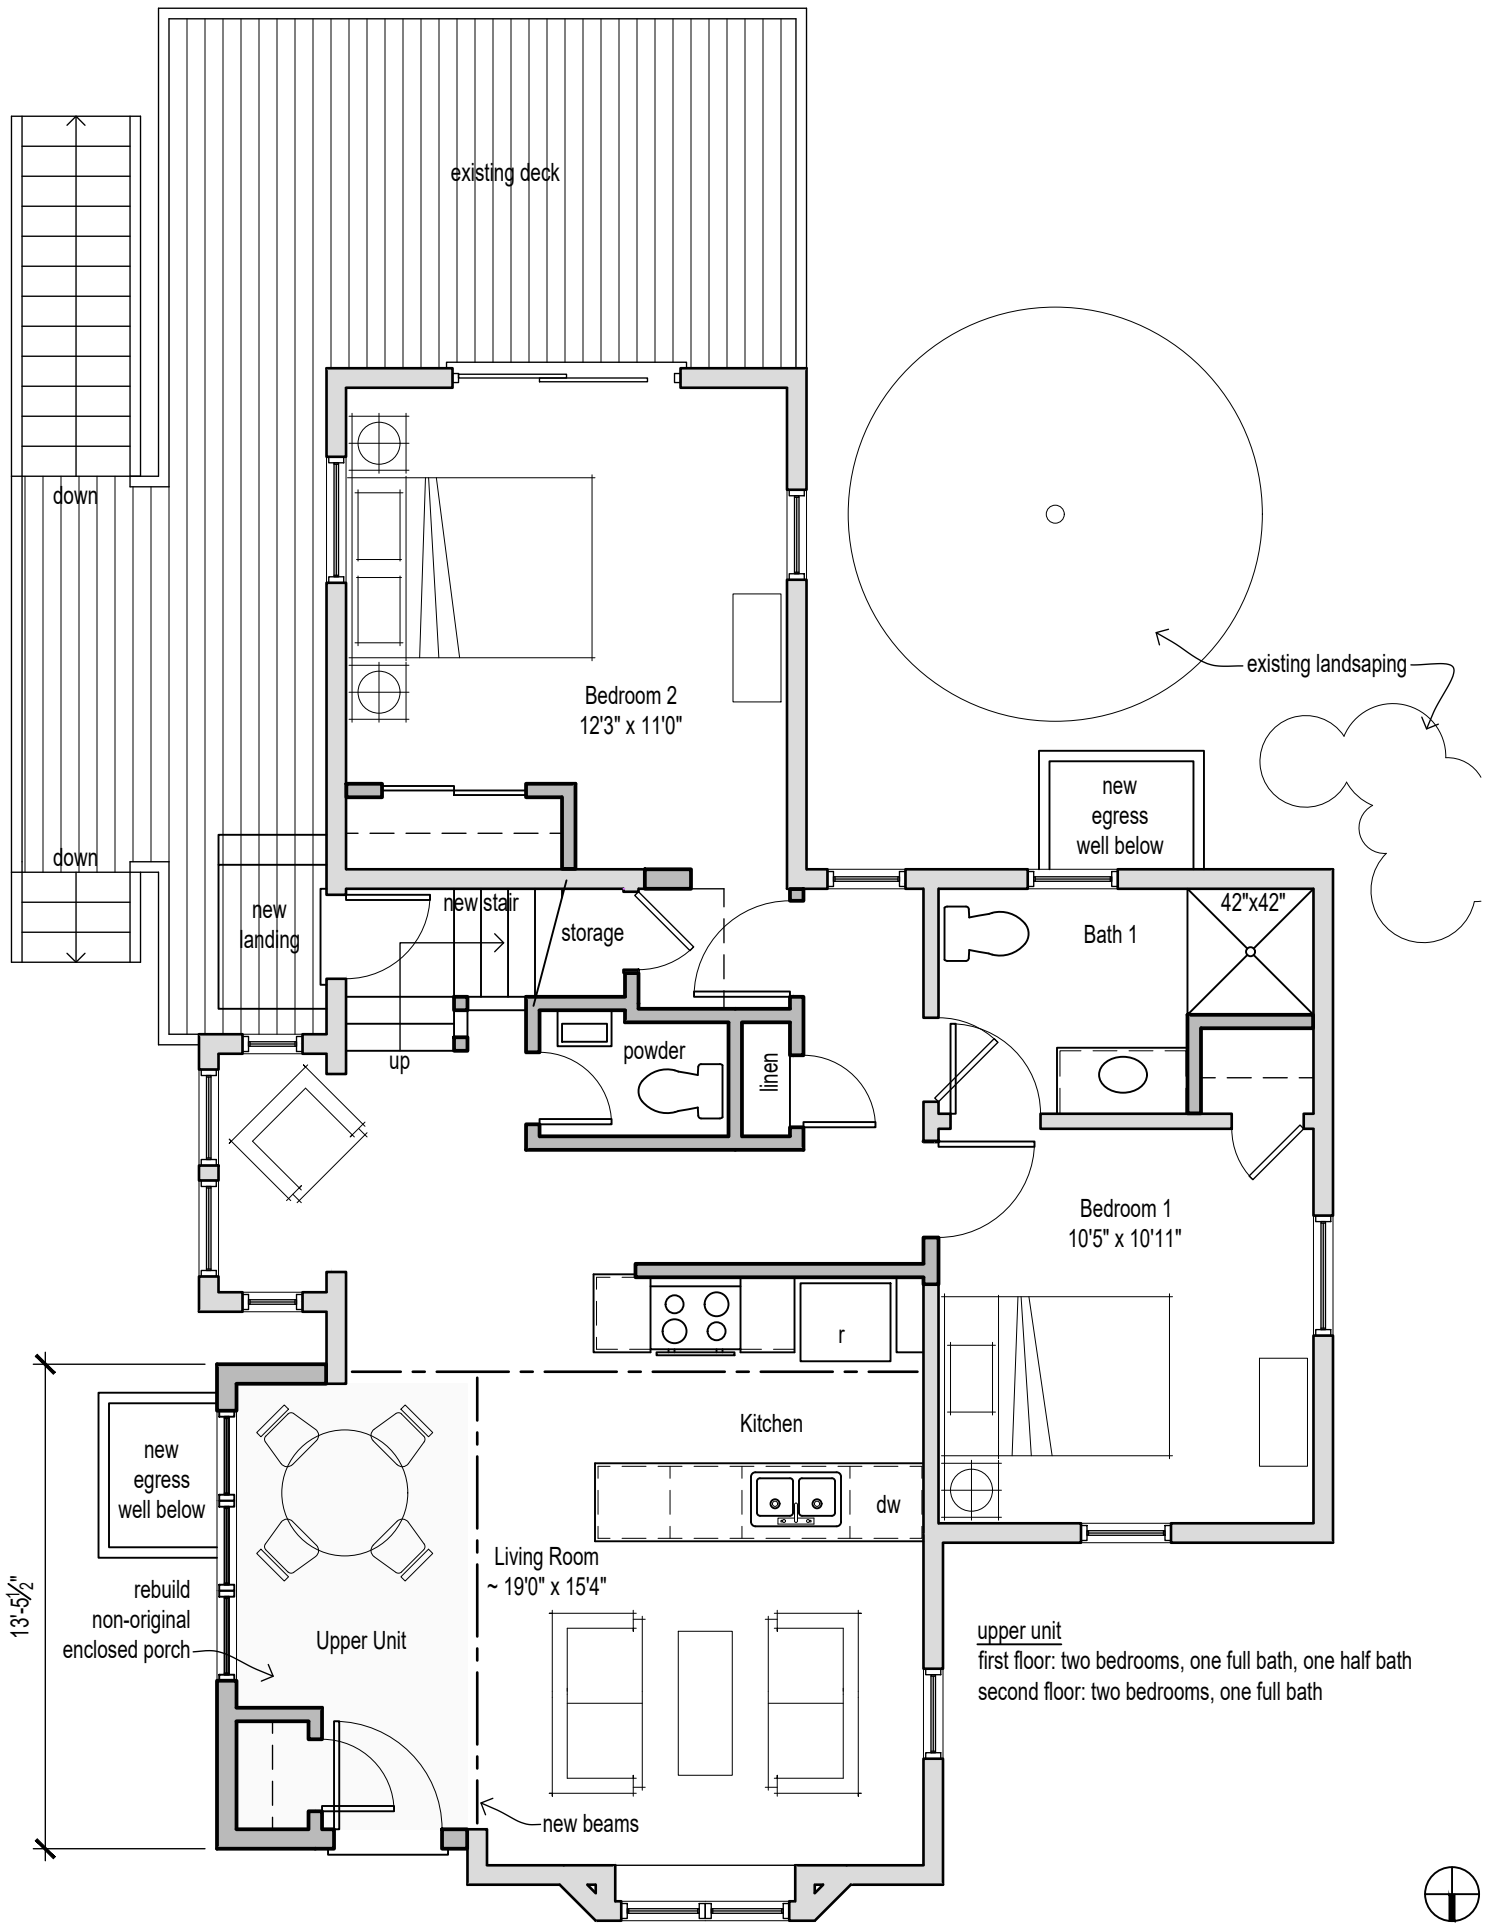 existing deck
down
existing landsaping
Bedroom 2
12'3" x 11'0"
new
egress
well below
down
new
landing
new stair
storage
42"x42"
Bath 1
up
powder
linen
Bedroom 1
10'5" x 10'11"
r
Kitchen
new
egress
well below
dw
13'-5½"
Living Room
~ 19'0" x 15'4"
rebuild
non-original
enclosed porch
Upper Unit
upper unit
first floor: two bedrooms, one full bath, one half bath
second floor: two bedrooms, one full bath
new beams